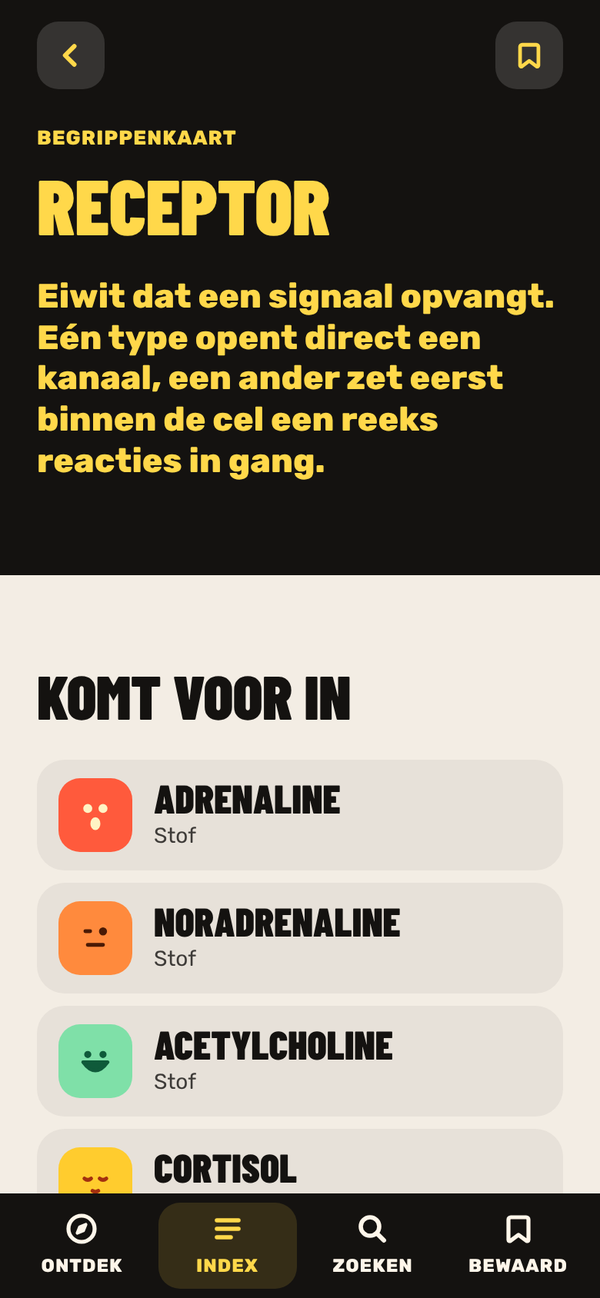 BEGRIPPENKAART
RECEPTOR
Eiwit dat een signaal opvangt.
Eén type opent direct een
kanaal, een ander zet eerst
binnen de cel een reeks
reacties in gang.
KOMT VOOR IN
ADRENALINE
Stof
NORADRENALINE
Stof
ACETYLCHOLINE
Stof
CORTISOL
ONTDEK
INDEX
ZOEKEN
BEWAARD